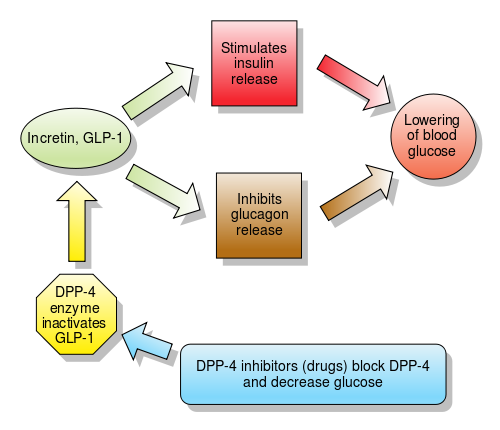 Stimulates
insulin
release
Incretin, GLP-1
Lowering
of blood
glucose
Inhibits
glucagon
release
DPP-4
enzyme
inactivates
GLP-1
DPP-4 inhibitors (drugs) block DPP-4
and decrease glucose